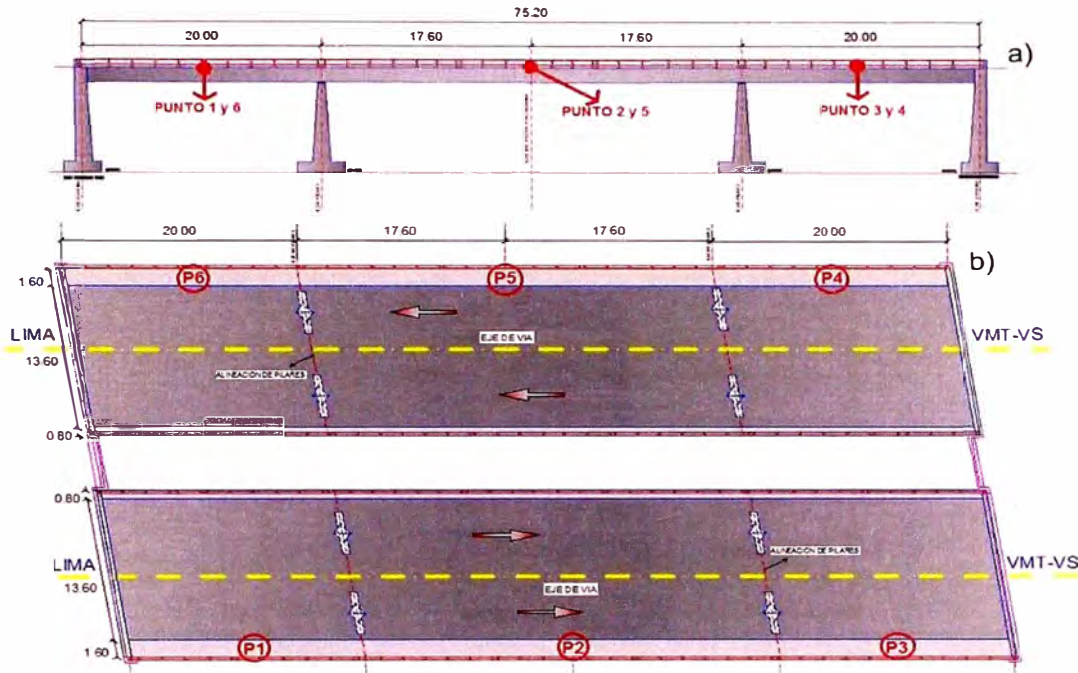 75.20
20.00 17.60 17.60 20.00
a)
PUNTO 1 y 6 PUNTO 2 y 5 PUNTO 3 y 4
20.00 17.60 17.60 20.00
b)
P6 P5 P4
1.60
LIMA EJE DE VIA VMT-VS
13.60
ALINEACION DE PILARES
0.80
0.80
ALINEACION DE PILARES
LIMA VMT-VS
13.60 EJE DE VIA
1.60 P1 P2 P3